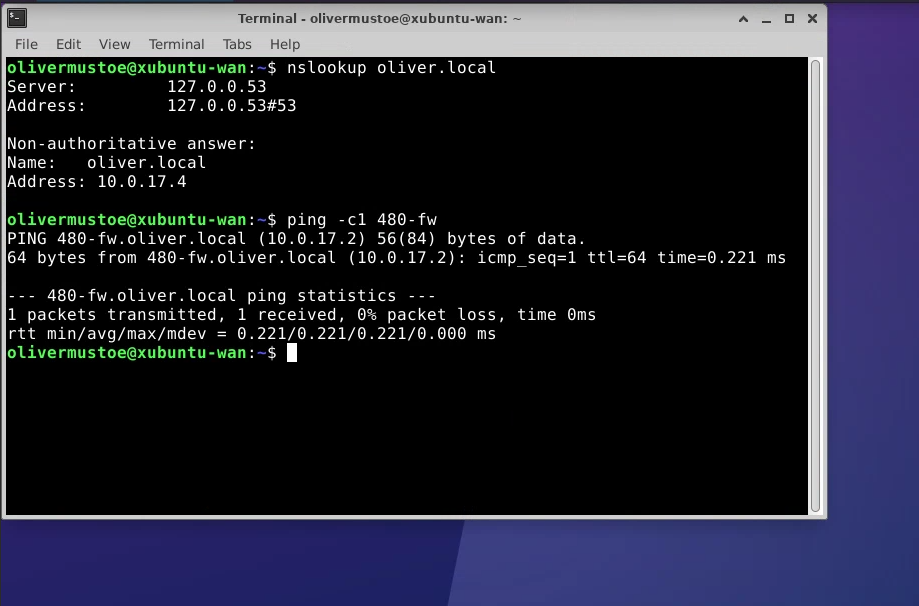 Terminal - olivermustoe@xubuntu-wan: ~
File Edit View Terminal Tabs Help
olivermustoe@xubuntu-wan:~$ nslookup oliver.local
Server:         127.0.0.53
Address:        127.0.0.53#53
Non-authoritative answer:
Name:   oliver.local
Address: 10.0.17.4
olivermustoe@xubuntu-wan:~$ ping -c1 480-fw
PING 480-fw.oliver.local (10.0.17.2) 56(84) bytes of data.
64 bytes from 480-fw.oliver.local (10.0.17.2): icmp_seq=1 ttl=64 time=0.221 ms
--- 480-fw.oliver.local ping statistics ---
1 packets transmitted, 1 received, 0% packet loss, time 0ms
rtt min/avg/max/mdev = 0.221/0.221/0.221/0.000 ms
olivermustoe@xubuntu-wan:~$